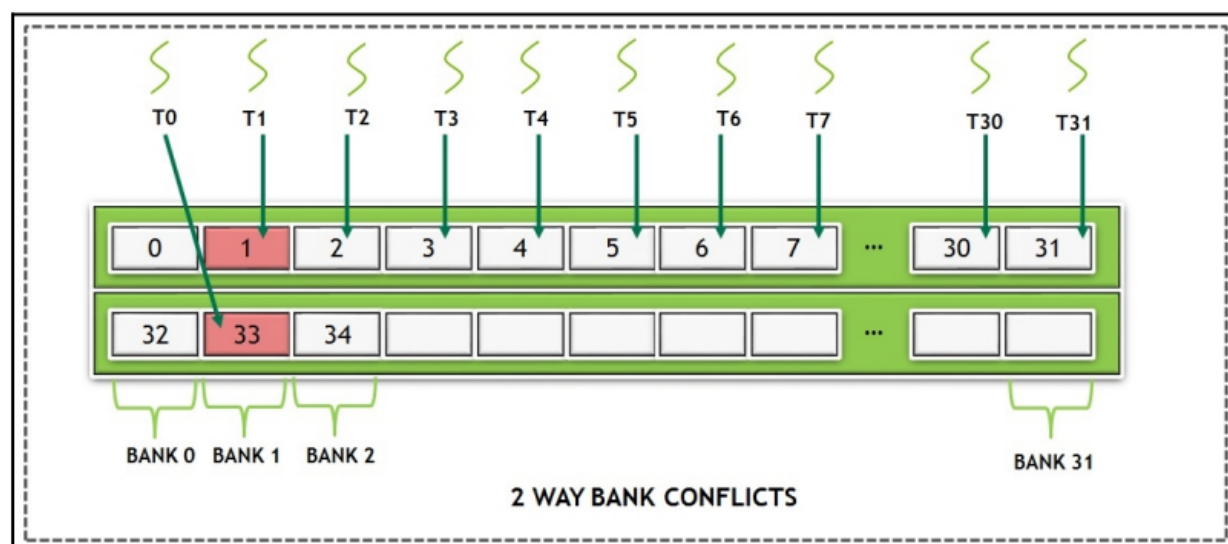 T0 T1 T2 T3 T4 T5 T6 T7 T30 T31
0 1 2 3 4 5 6 7 ... 30 31
32 33 34 ...
BANK 0 BANK 1 BANK 2 BANK 31
2 WAY BANK CONFLICTS